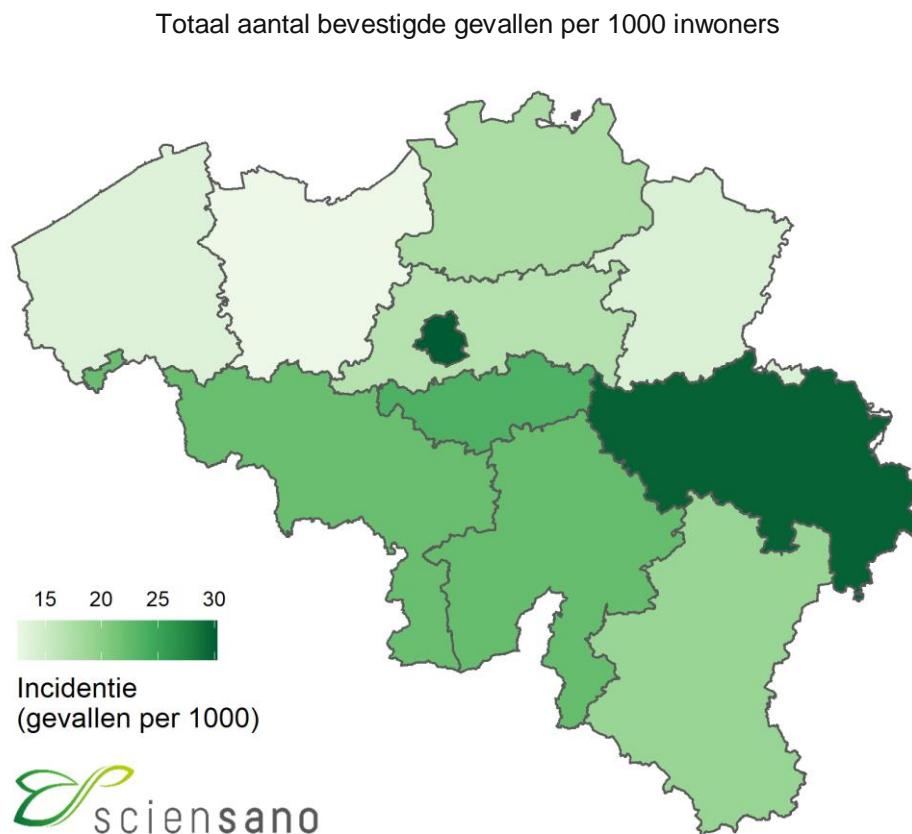 Totaal aantal bevestigde gevallen per 1000 inwoners
15 20 25 30
Incidentie
(gevallen per 1000)
sciensano